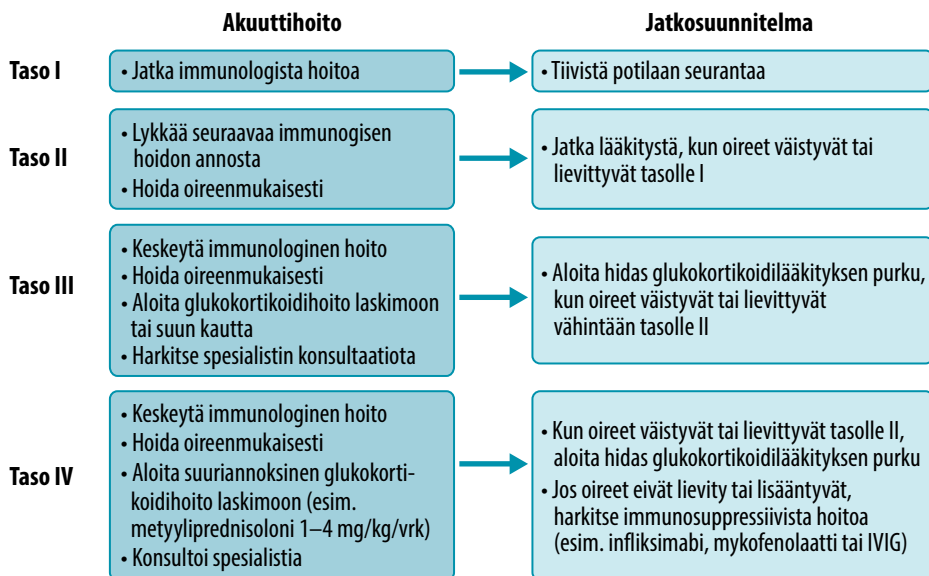 Akuuttihoito
Jatkosuunnitelma
Taso I
• Jatka immunologista hoitoa
• Tiivistä potilaan seurantaa
Taso II
• Lykkää seuraavaa immunogisen
hoidon annosta
• Hoida oireenmukaisesti
• Jatka lääkitystä, kun oireet väistyvät tai
lievittyvät tasolle I
Taso III
• Keskeytä immunologinen hoito
• Hoida oireenmukaisesti
• Aloita glukokortikoidihoito laskimoon
tai suun kautta
• Harkitse spesialistin konsultaatiota
• Aloita hidas glukokortikoidilääkityksen purku,
kun oireet väistyvät tai lievittyvät
vähintään tasolle II
Taso IV
• Keskeytä immunologinen hoito
• Hoida oireenmukaisesti
• Aloita suuriannoksinen glukokorti-
koidihoito laskimoon (esim.
metyyliprednisoloni 1–4 mg/kg/vrk)
• Konsultoi spesialistia
• Kun oireet väistyvät tai lievittyvät tasolle II,
aloita hidas glukokortikoidilääkityksen purku
• Jos oireet eivät lievity tai lisääntyvät,
harkitse immunosuppressiivista hoitoa
(esim. infliksimabi, mykofenolaatti tai IVIG)